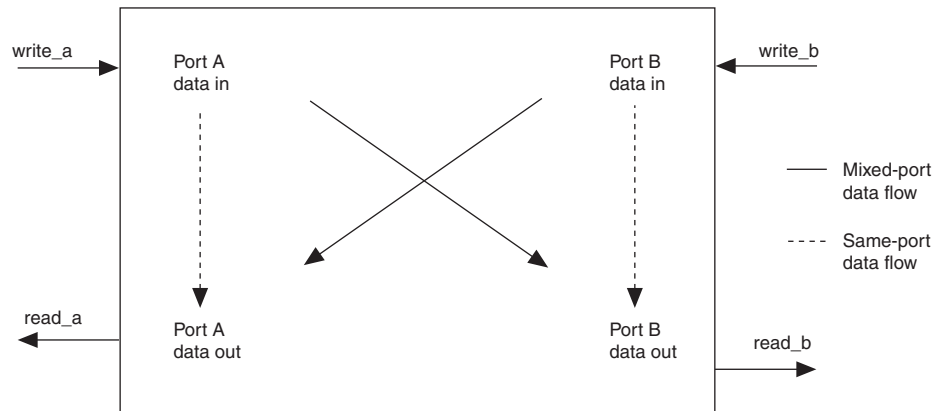 write_a
Port A
data in
Port B
data in
write_b
Mixed-port
data flow
Same-port
data flow
read_a
Port A
data out
Port B
data out
read_b